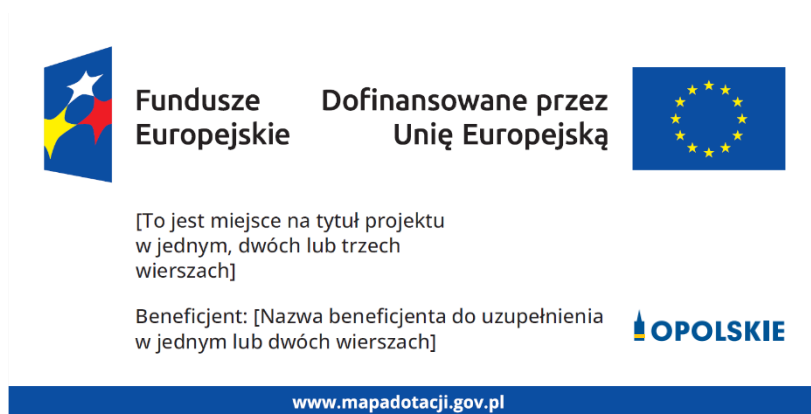 Fundusze
Europejskie
Dofinansowane przez
Unię Europejską
[To jest miejsce na tytuł projektu
w jednym, dwóch lub trzech
wierszach]
Beneficjent: [Nazwa beneficjenta do uzupełnienia
w jednym lub dwóch wierszach]
OPOLSKIE
www.mapadotacji.gov.pl